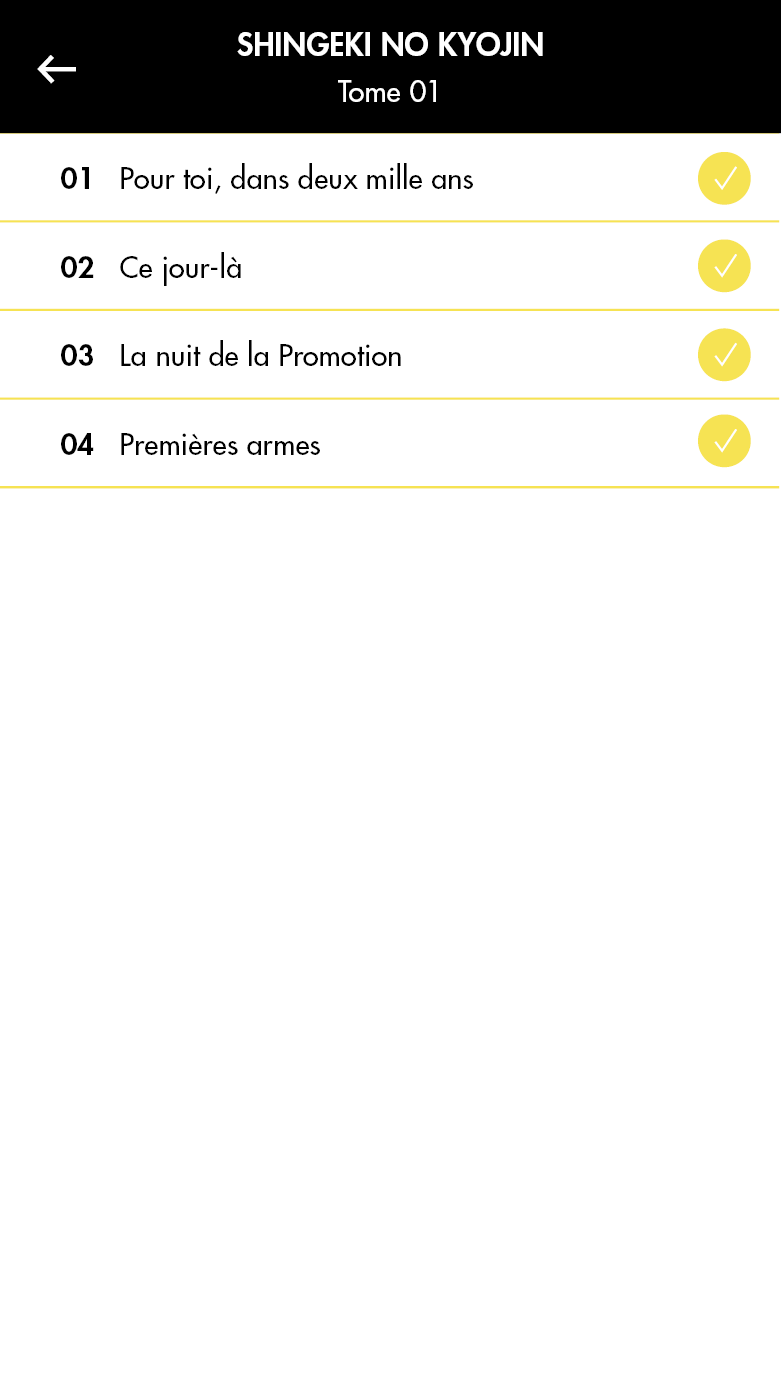 SHINGEKI NO KYOJIN
Tome 01
01 Pour toi, dans deux mille ans
02 Ce jour-là
03 La nuit de la Promotion
04 Premières armes